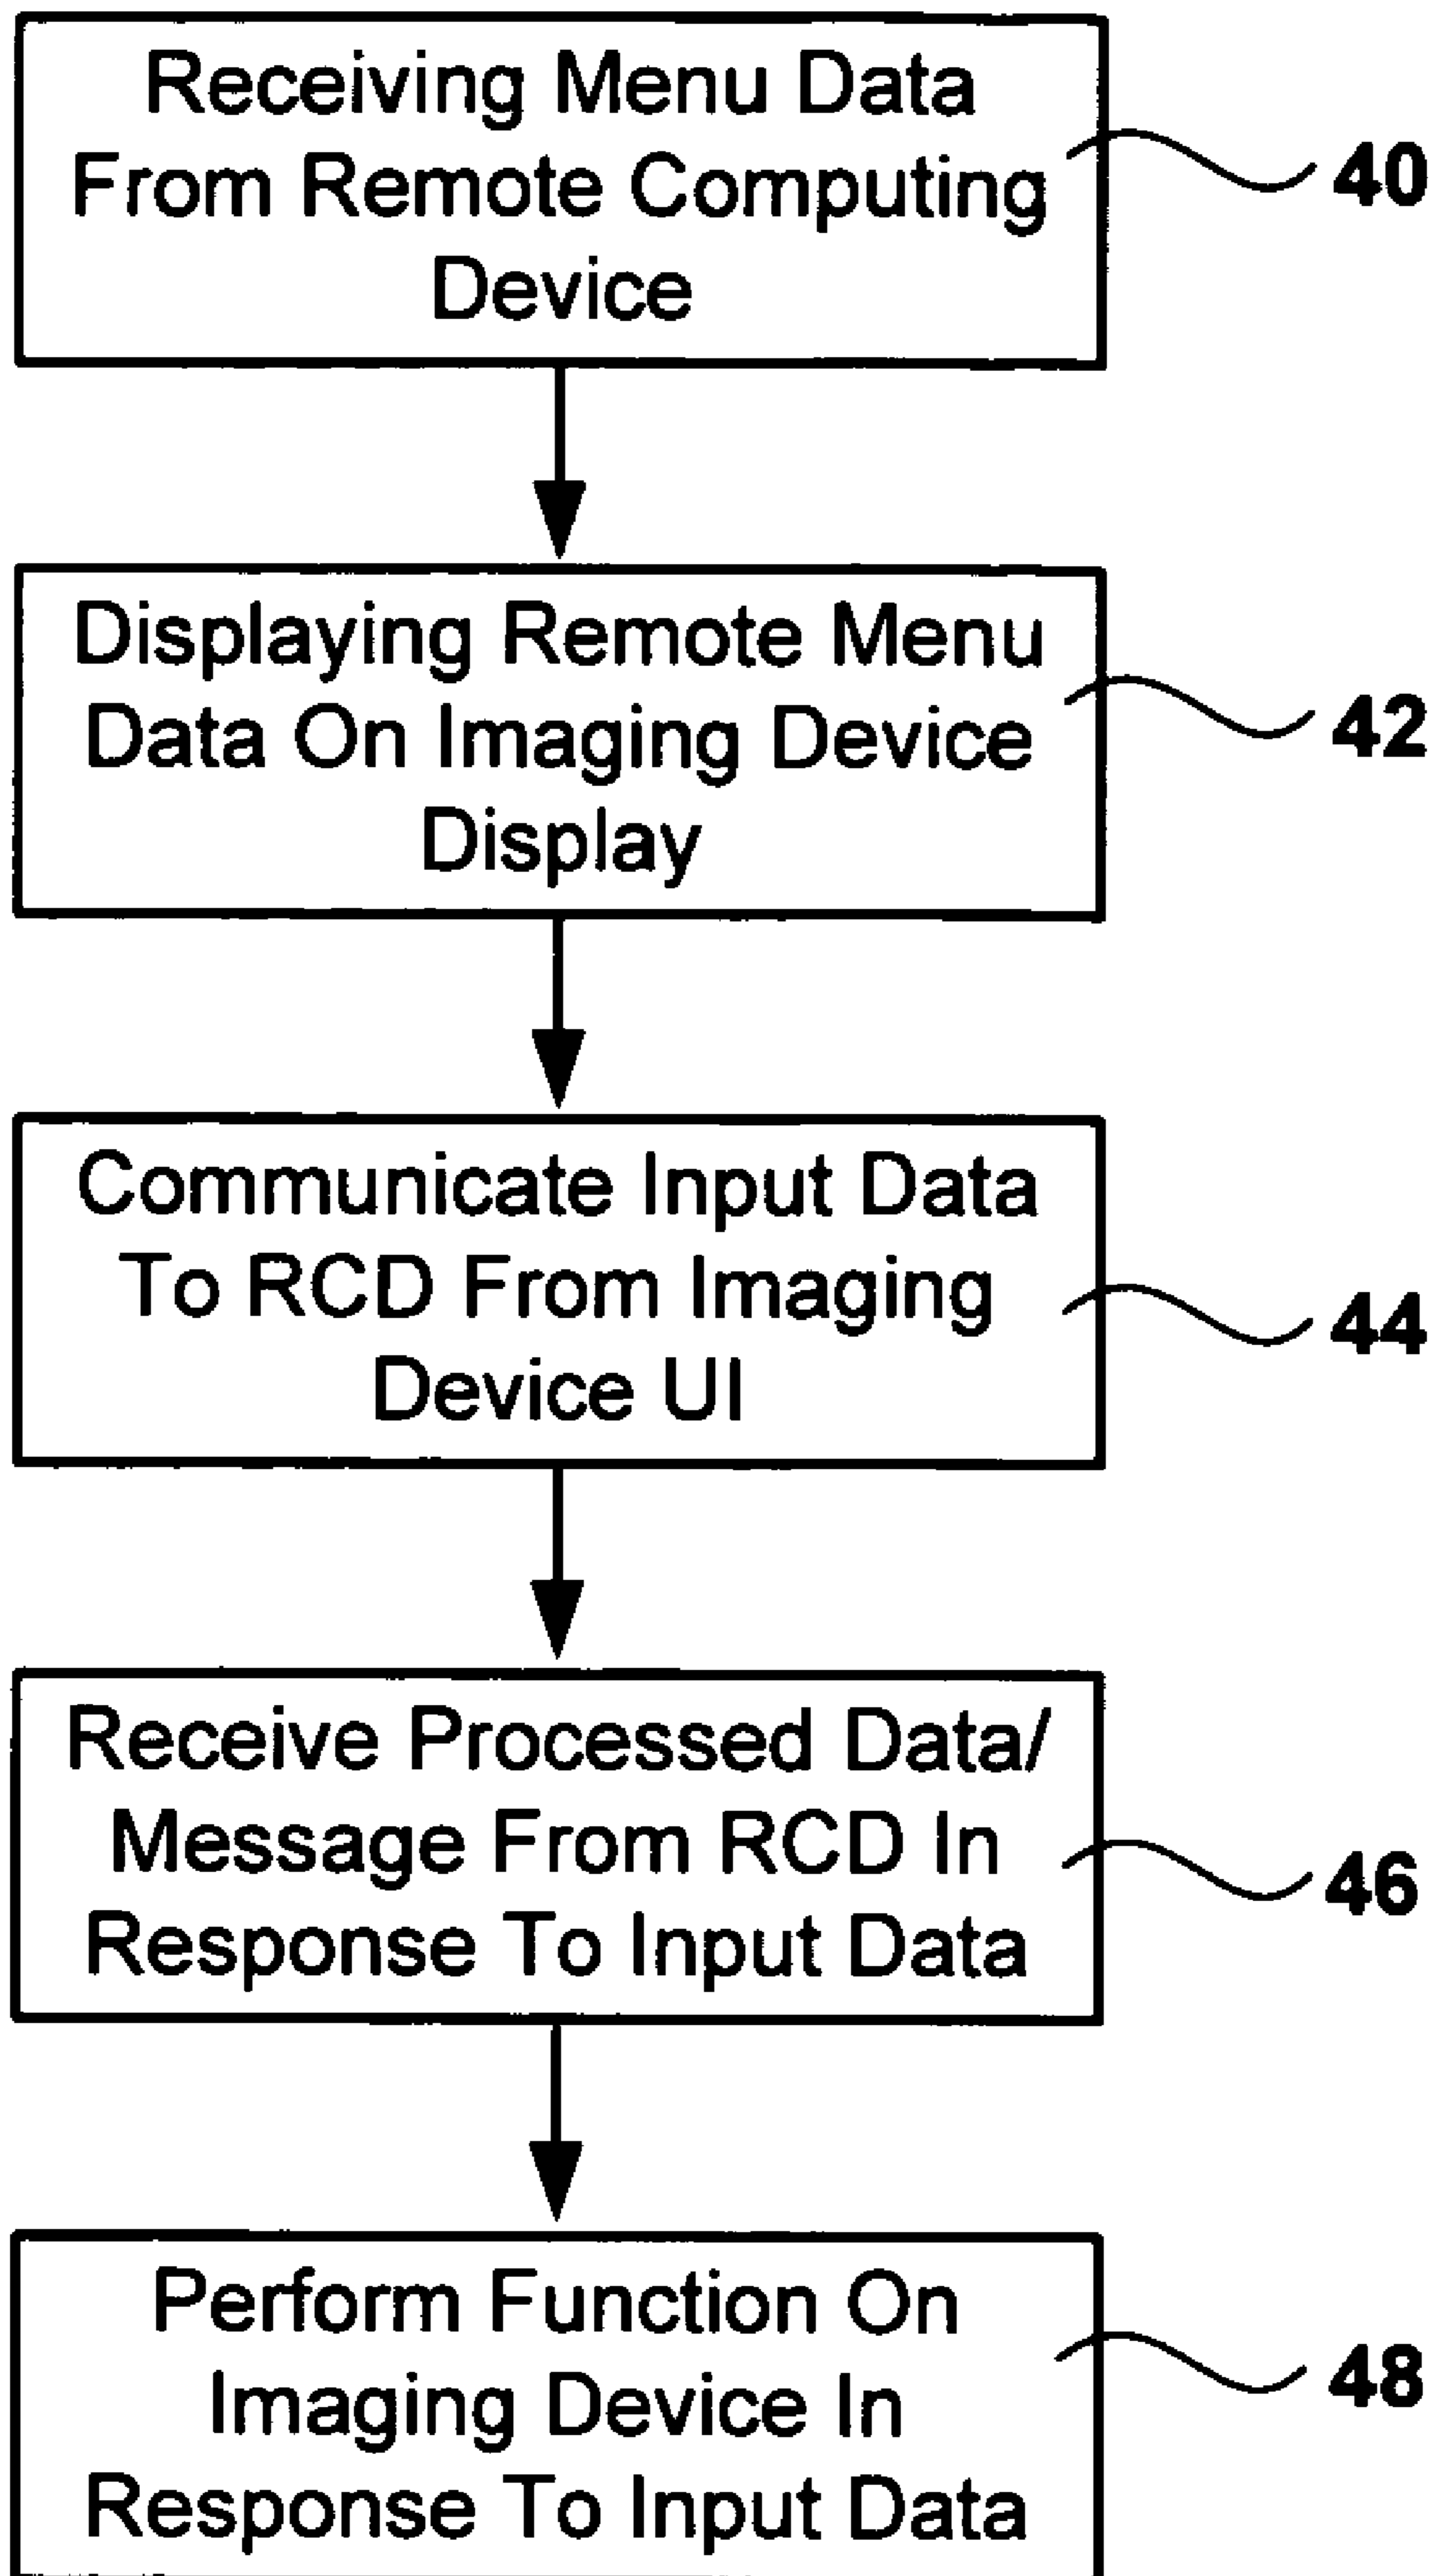 Receiving Menu Data
From Remote Computing
Device
40
Displaying Remote Menu
Data On Imaging Device
Display
42
Communicate Input Data
To RCD From Imaging
Device UI
44
Receive Processed Data/
Message From RCD In
Response To Input Data
46
Perform Function On
Imaging Device In
Response To Input Data
48